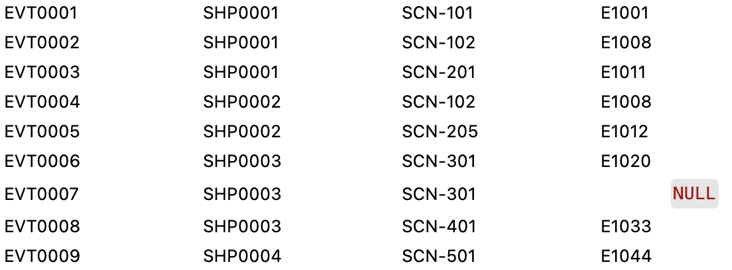 EVT0001 SHP0001 SCN-101 E1001
EVT0002 SHP0001 SCN-102 E1008
EVT0003 SHP0001 SCN-201 E1011
EVT0004 SHP0002 SCN-102 E1008
EVT0005 SHP0002 SCN-205 E1012
EVT0006 SHP0003 SCN-301 E1020
EVT0007 SHP0003 SCN-301 NULL
EVT0008 SHP0003 SCN-401 E1033
EVT0009 SHP0004 SCN-501 E1044